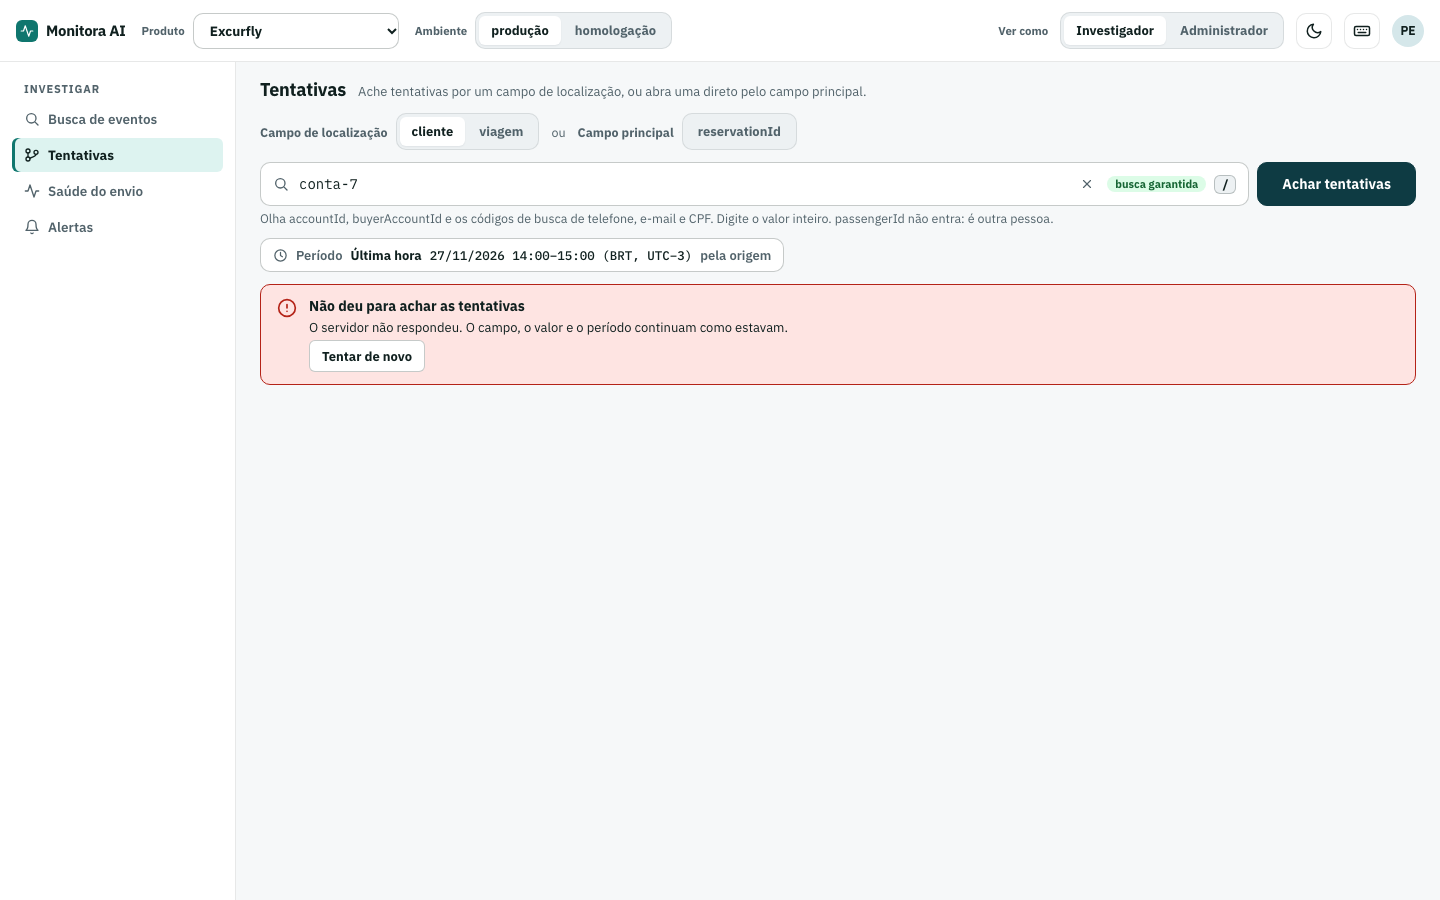 Monitora AI Produto Excurfly Ambiente produção homologação Ver como Investigador Administrador PE
INVESTIGAR
Busca de eventos
Tentativas
Saúde do envio
Alertas
Tentativas Ache tentativas por um campo de localização, ou abra uma direto pelo campo principal.
Campo de localização cliente viagem ou Campo principal reservationId
conta-7 busca garantida / Achar tentativas
Olha accountId, buyerAccountId e os códigos de busca de telefone, e-mail e CPF. Digite o valor inteiro. passengerId não entra: é outra pessoa.
Período Última hora 27/11/2026 14:00–15:00 (BRT, UTC−3) pela origem
Não deu para achar as tentativas
O servidor não respondeu. O campo, o valor e o período continuam como estavam.
Tentar de novo